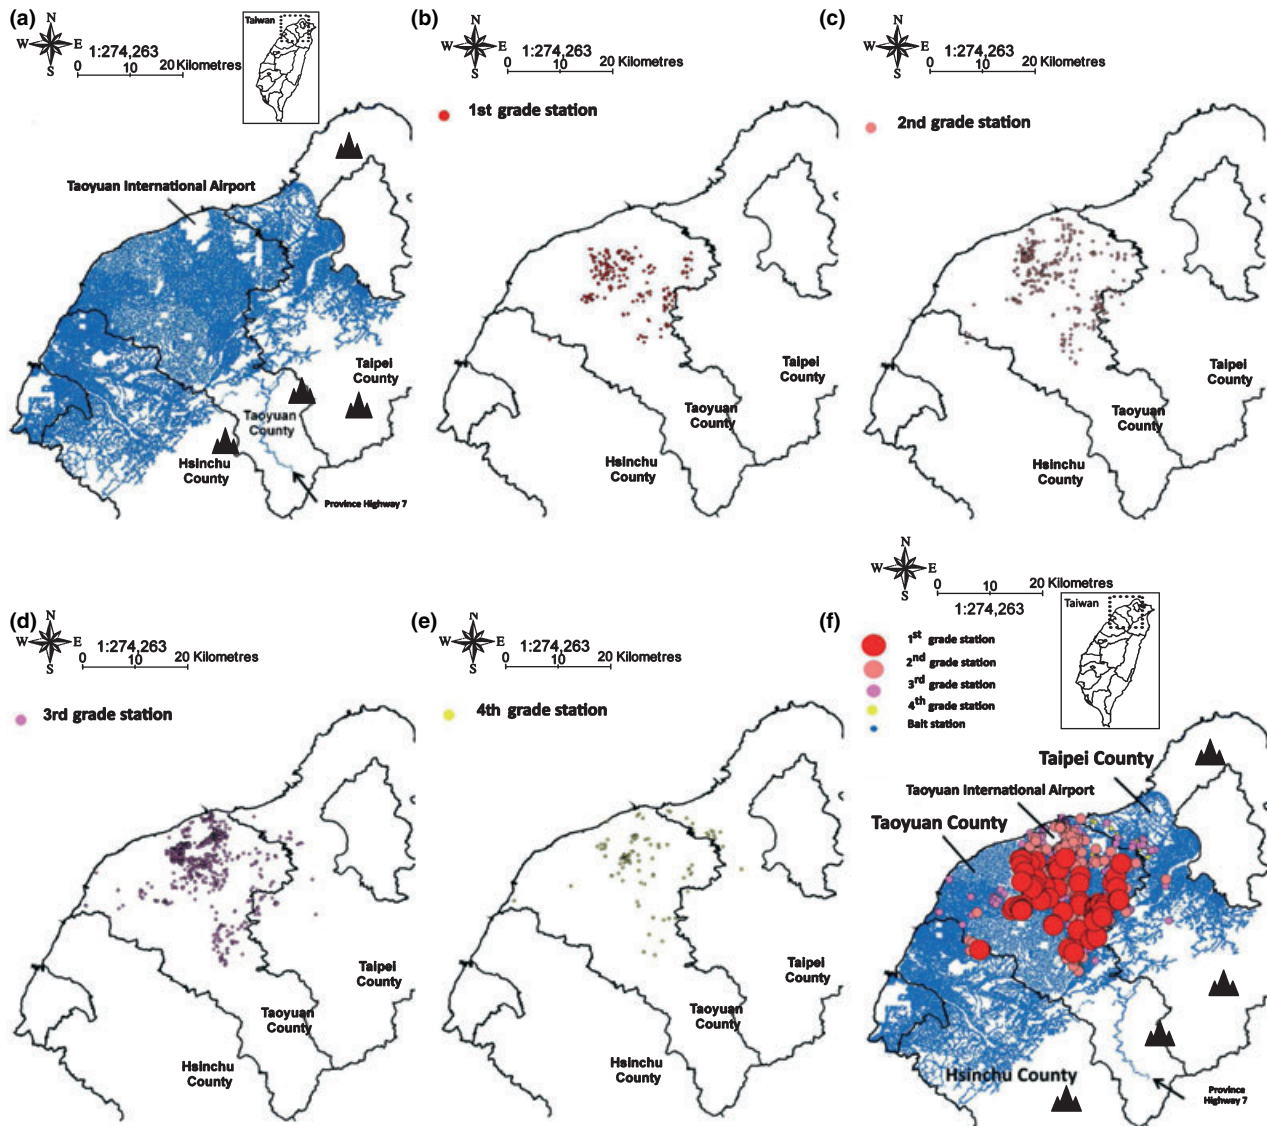 (a)
N
W E
S
1:274,263
0 10 20 Kilometres
Taiwan
Taoyuan International Airport
Taipei
County
Taoyuan
County
Hsinchu
County
Province Highway 7
(b)
N
W E
S
1:274,263
0 10 20 Kilometres
1st grade station
Taipei
County
Taoyuan
County
Hsinchu
County
(c)
N
W E
S
1:274,263
0 10 20 Kilometres
2nd grade station
Taipei
County
Taoyuan
County
Hsinchu
County
(d)
N
W E
S
1:274,263
0 10 20 Kilometres
3rd grade station
Taipei
County
Taoyuan
County
Hsinchu
County
(e)
N
W E
S
1:274,263
0 10 20 Kilometres
4th grade station
Taipei
County
Taoyuan
County
Hsinchu
County
(f)
N
W E
S
0 10 20 Kilometres
1:274,263
Taiwan
1st grade station
2nd grade station
3rd grade station
4th grade station
Bait station
Taipei County
Taoyuan International Airport
Taoyuan County
Hsinchu County
Province
Highway 7